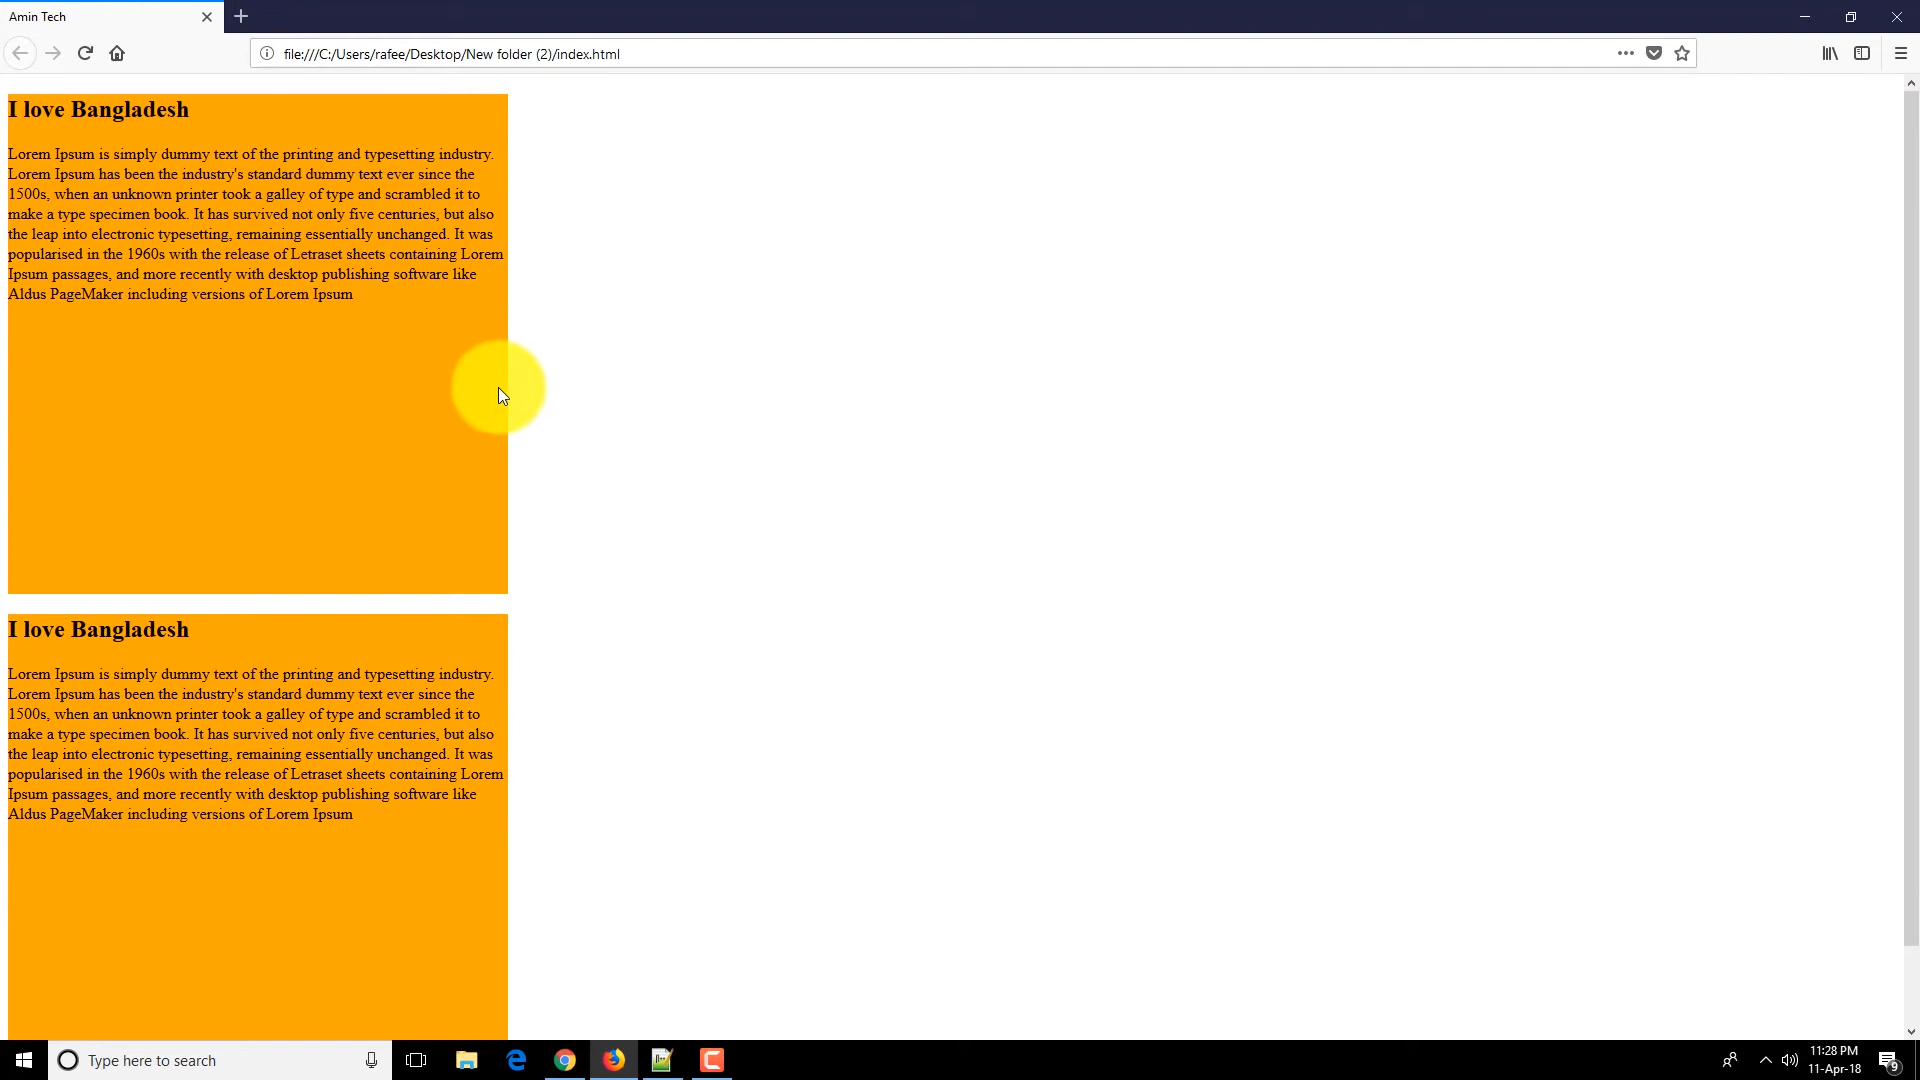 Amin Tech
file:///C:/Users/rafee/Desktop/New folder (2)/index.html
I love Bangladesh
Lorem Ipsum is simply dummy text of the printing and typesetting industry.
Lorem Ipsum has been the industry's standard dummy text ever since the
1500s, when an unknown printer took a galley of type and scrambled it to
make a type specimen book. It has survived not only five centuries, but also
the leap into electronic typesetting, remaining essentially unchanged. It was
popularised in the 1960s with the release of Letraset sheets containing Lorem
Ipsum passages, and more recently with desktop publishing software like
Aldus PageMaker including versions of Lorem Ipsum
I love Bangladesh
Lorem Ipsum is simply dummy text of the printing and typesetting industry.
Lorem Ipsum has been the industry's standard dummy text ever since the
1500s, when an unknown printer took a galley of type and scrambled it to
make a type specimen book. It has survived not only five centuries, but also
the leap into electronic typesetting, remaining essentially unchanged. It was
popularised in the 1960s with the release of Letraset sheets containing Lorem
Ipsum passages, and more recently with desktop publishing software like
Aldus PageMaker including versions of Lorem Ipsum
Type here to search
11:28 PM
11-Apr-18
9